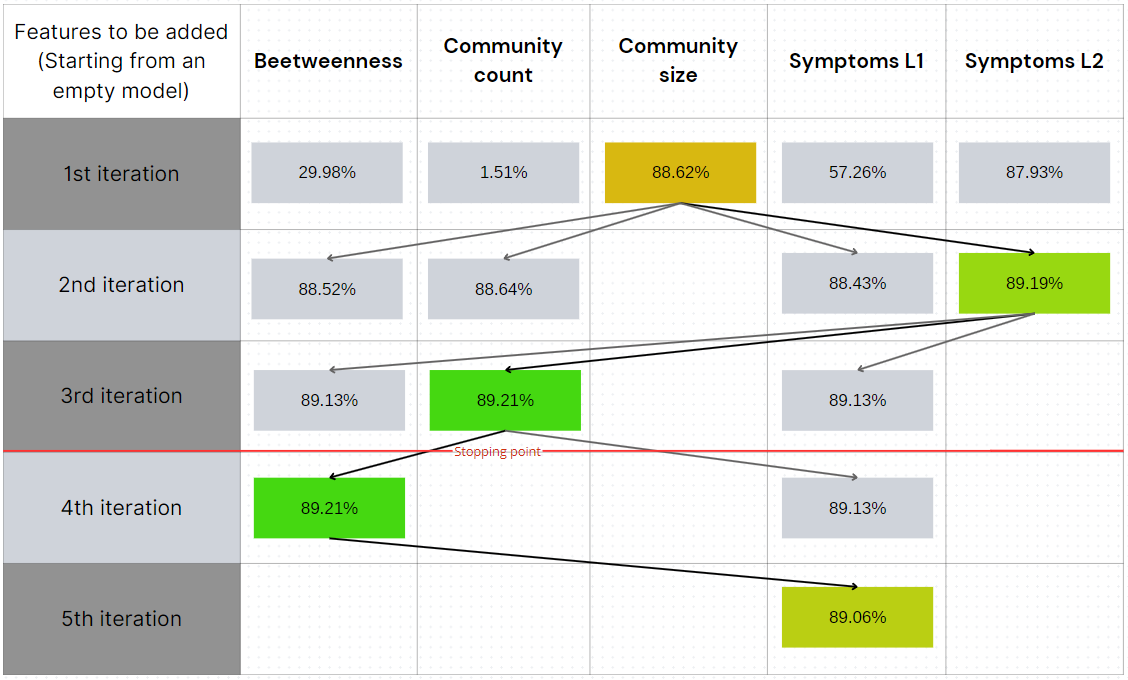 Features to be added
(Starting from an
empty model)
Beetweenness
Community
count
Community
size
Symptoms L1
Symptoms L2
1st iteration
29.98%
1.51%
88.62%
57.26%
87.93%
2nd iteration
88.52%
88.64%
88.43%
89.19%
3rd iteration
89.13%
89.21%
89.13%
Stopping point
4th iteration
89.21%
89.13%
5th iteration
89.06%